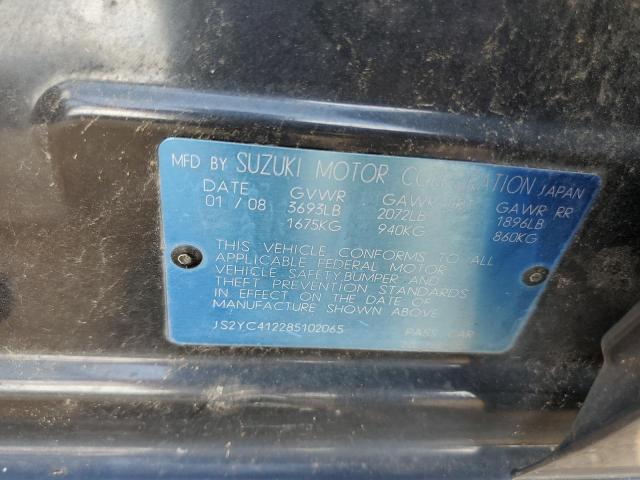 MFD BY SUZUKI MOTOR CORPORATION JAPAN
DATE GVWR GAWR FRT GAWR RR
01 / 08 3693LB 2072LB 1896LB
1675KG 940KG 860KG
THIS VEHICLE CONFORMS TO ALL
APPLICABLE FEDERAL MOTOR
VEHICLE SAFETY,BUMPER AND
THEFT PREVENTION STANDARDS
IN EFFECT ON THE DATE OF
MANUFACTURE SHOWN ABOVE
JS2YC412285102065 PASS CAR